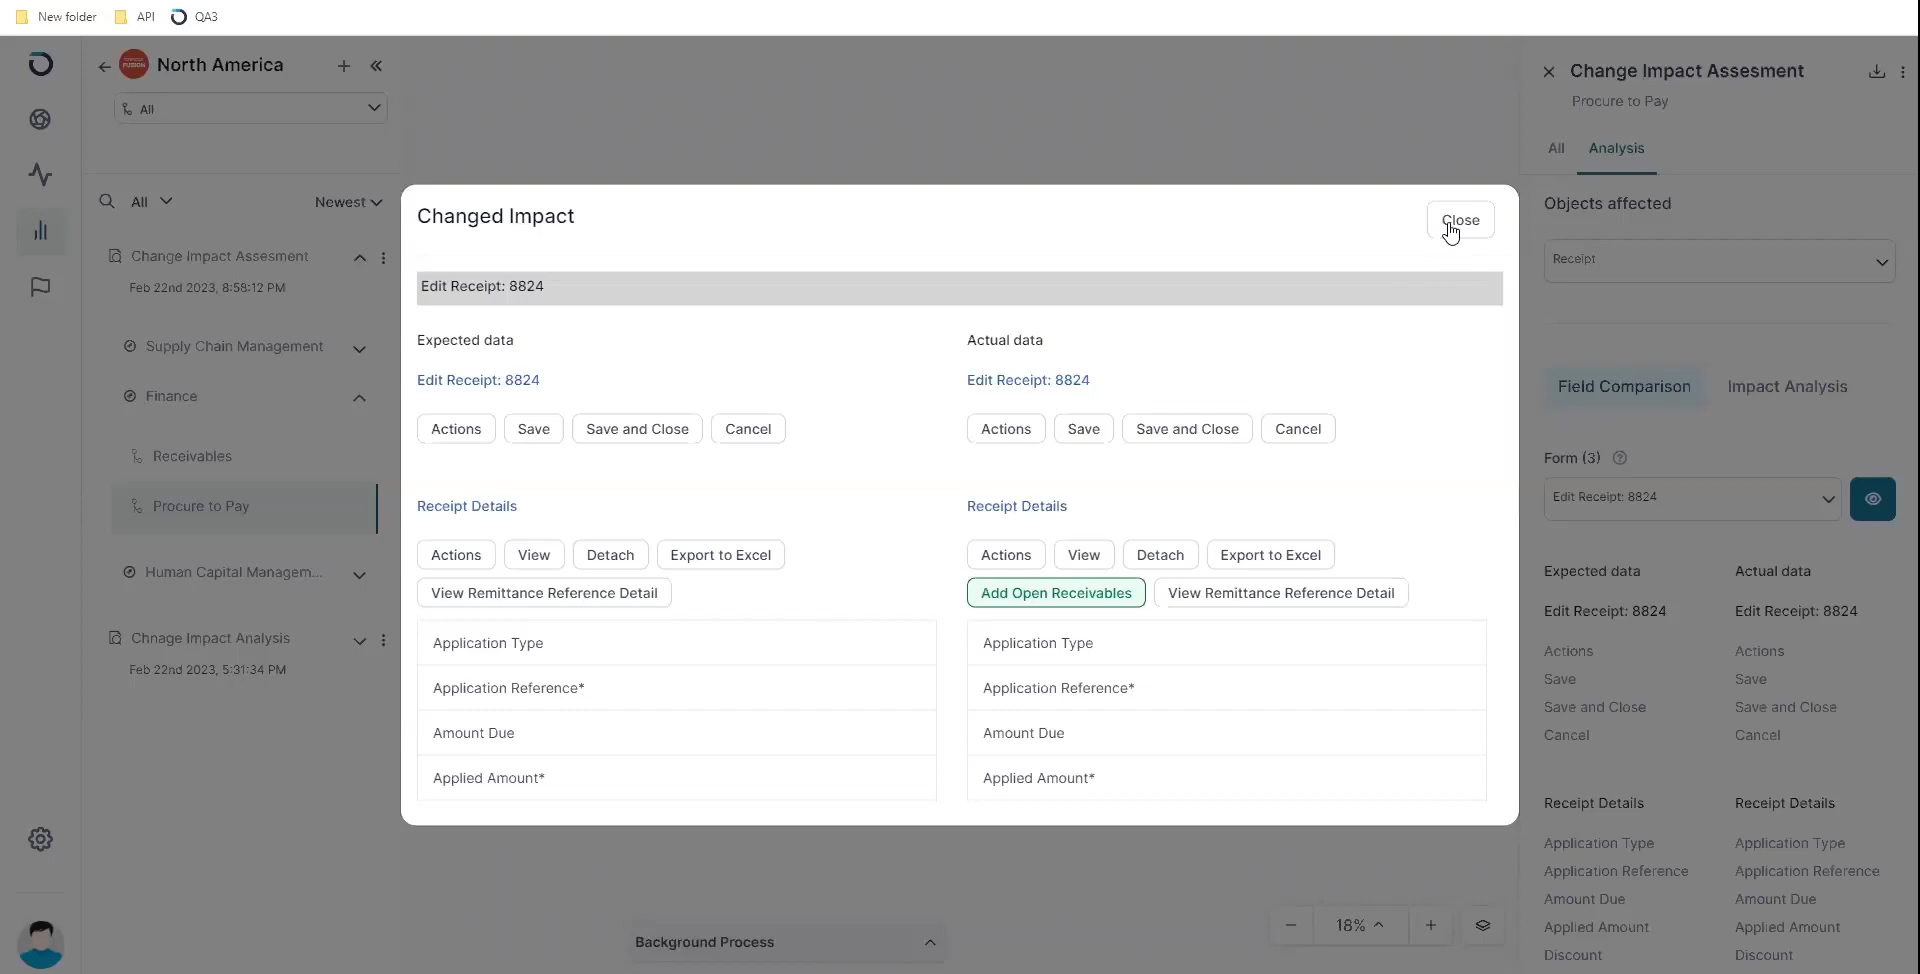 New folder API QA3
North America
All
All Newest
Change Impact Assesment
Feb 22nd 2023, 8:58:12 PM
Supply Chain Management
Finance
Receivables
Procure to Pay
Human Capital Managem...
Chnage Impact Analysis
Feb 22nd 2023, 5:31:34 PM
Changed Impact
Close
Edit Receipt: 8824
Expected data Actual data
Edit Receipt: 8824 Edit Receipt: 8824
Actions Save Save and Close Cancel Actions Save Save and Close Cancel
Receipt Details Receipt Details
Actions View Detach Export to Excel Actions View Detach Export to Excel
View Remittance Reference Detail Add Open Receivables View Remittance Reference Detail
Application Type Application Type
Application Reference* Application Reference*
Amount Due Amount Due
Applied Amount* Applied Amount*
Background Process
18%
Change Impact Assesment
Procure to Pay
All Analysis
Objects affected
Receipt
Field Comparison Impact Analysis
Form (3)
Edit Receipt: 8824
Expected data Actual data
Edit Receipt: 8824 Edit Receipt: 8824
Actions Actions
Save Save
Save and Close Save and Close
Cancel Cancel
Receipt Details Receipt Details
Application Type Application Type
Application Reference Application Reference
Amount Due Amount Due
Applied Amount Applied Amount
Discount Discount